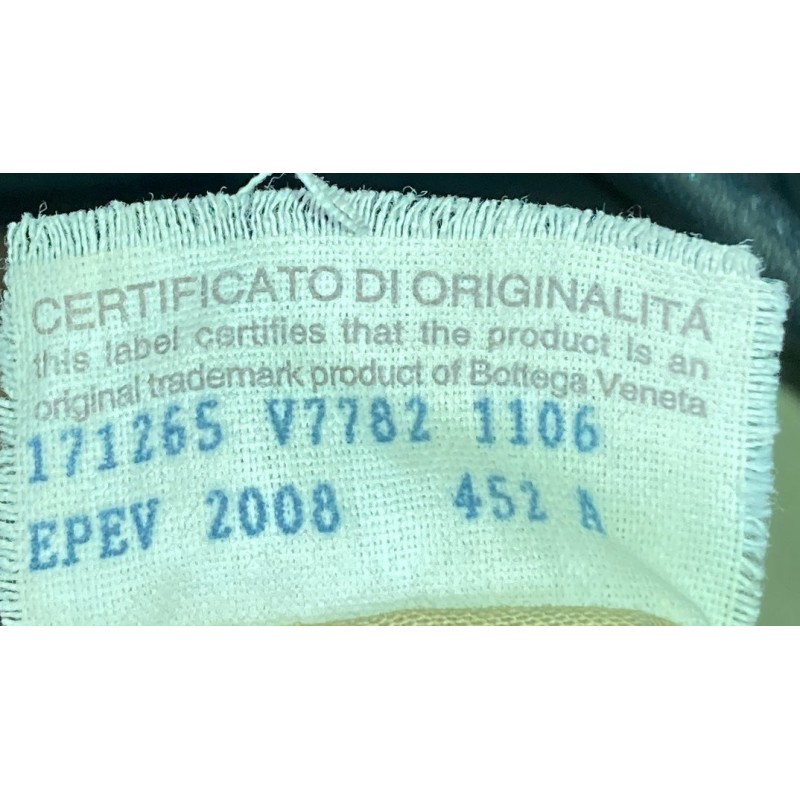 CERTIFICATO DI ORIGINALITÁ
this label certifies that the product is an
original trademark product of Bottega Veneta
171265 V7782 1106
EPEV 2008 452 A